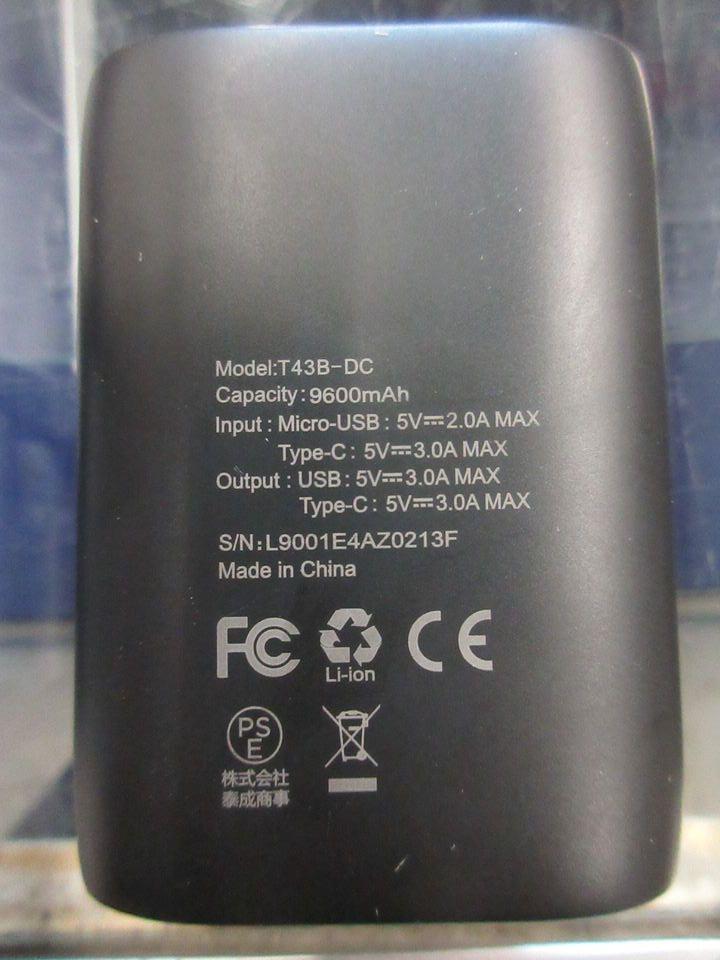 Model:T43B-DC
Capacity:9600mAh
Input : Micro-USB : 5V⎓2.0A MAX
Type-C : 5V⎓3.0A MAX
Output : USB : 5V⎓3.0A MAX
Type-C : 5V⎓3.0A MAX
S/N:L9001E4AZ0213F
Made in China
FC CE
Li-ion
PS
E
株式会社
泰成商事